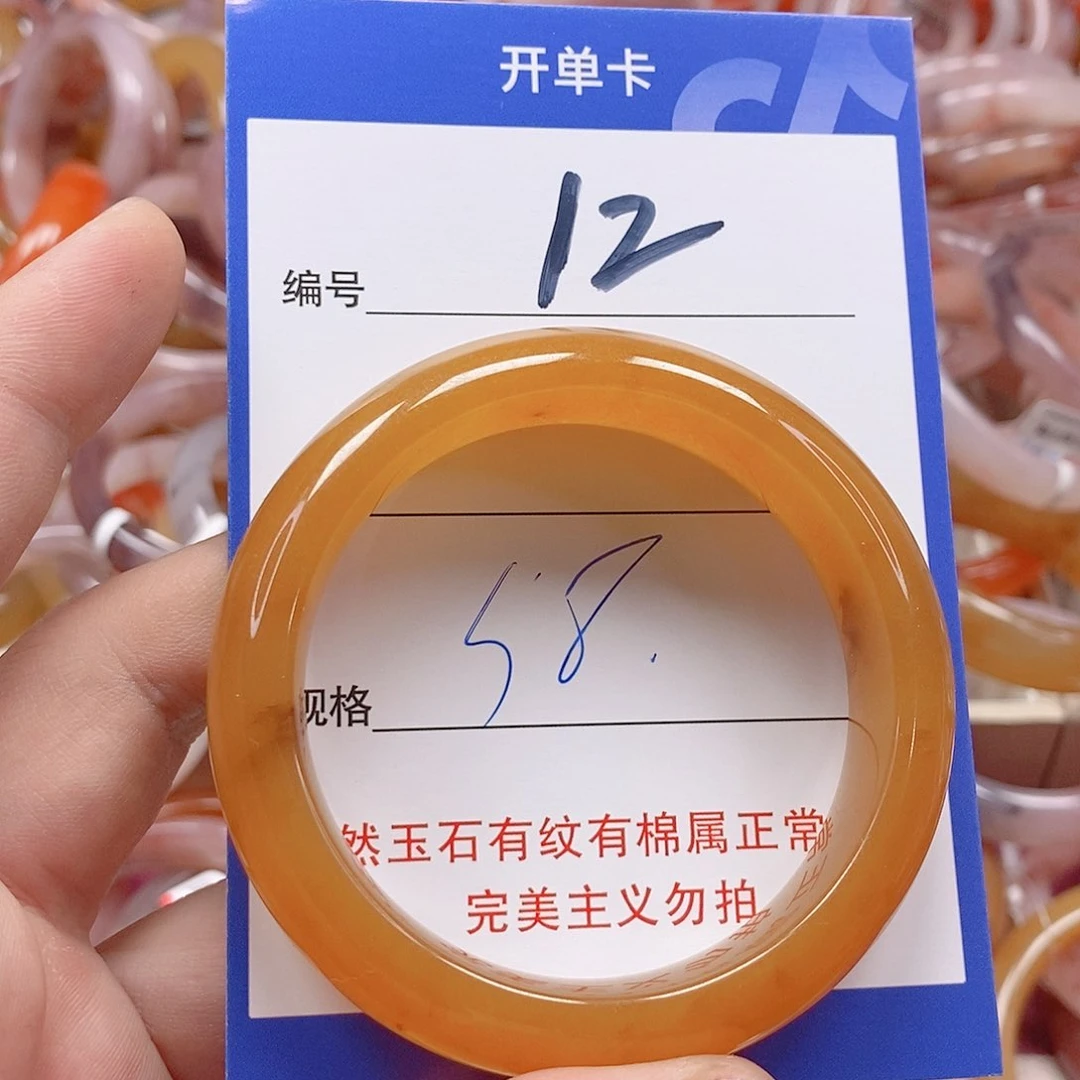 开单卡
编号 12
58.
规格
然玉石有纹有棉属正常
完美主义勿拍